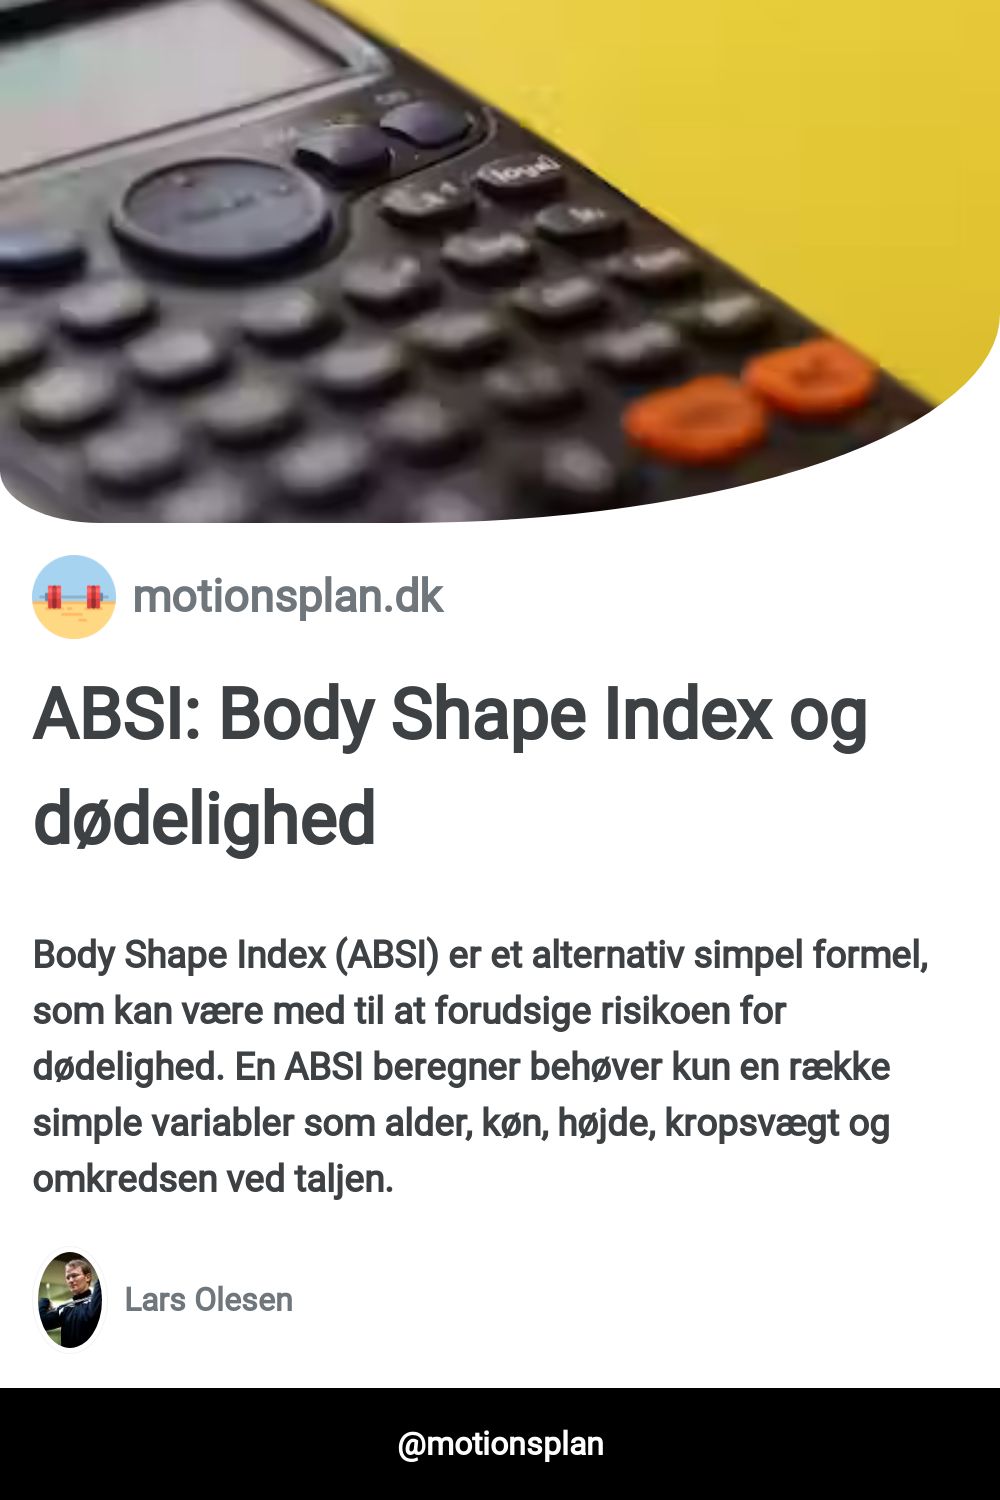 motionsplan.dk
ABSI: Body Shape Index og
dødelighed
Body Shape Index (ABSI) er et alternativ simpel formel,
som kan være med til at forudsige risikoen for
dødelighed. En ABSI beregner behøver kun en række
simple variabler som alder, køn, højde, kropsvægt og
omkredsen ved taljen.
Lars Olesen
@motionsplan